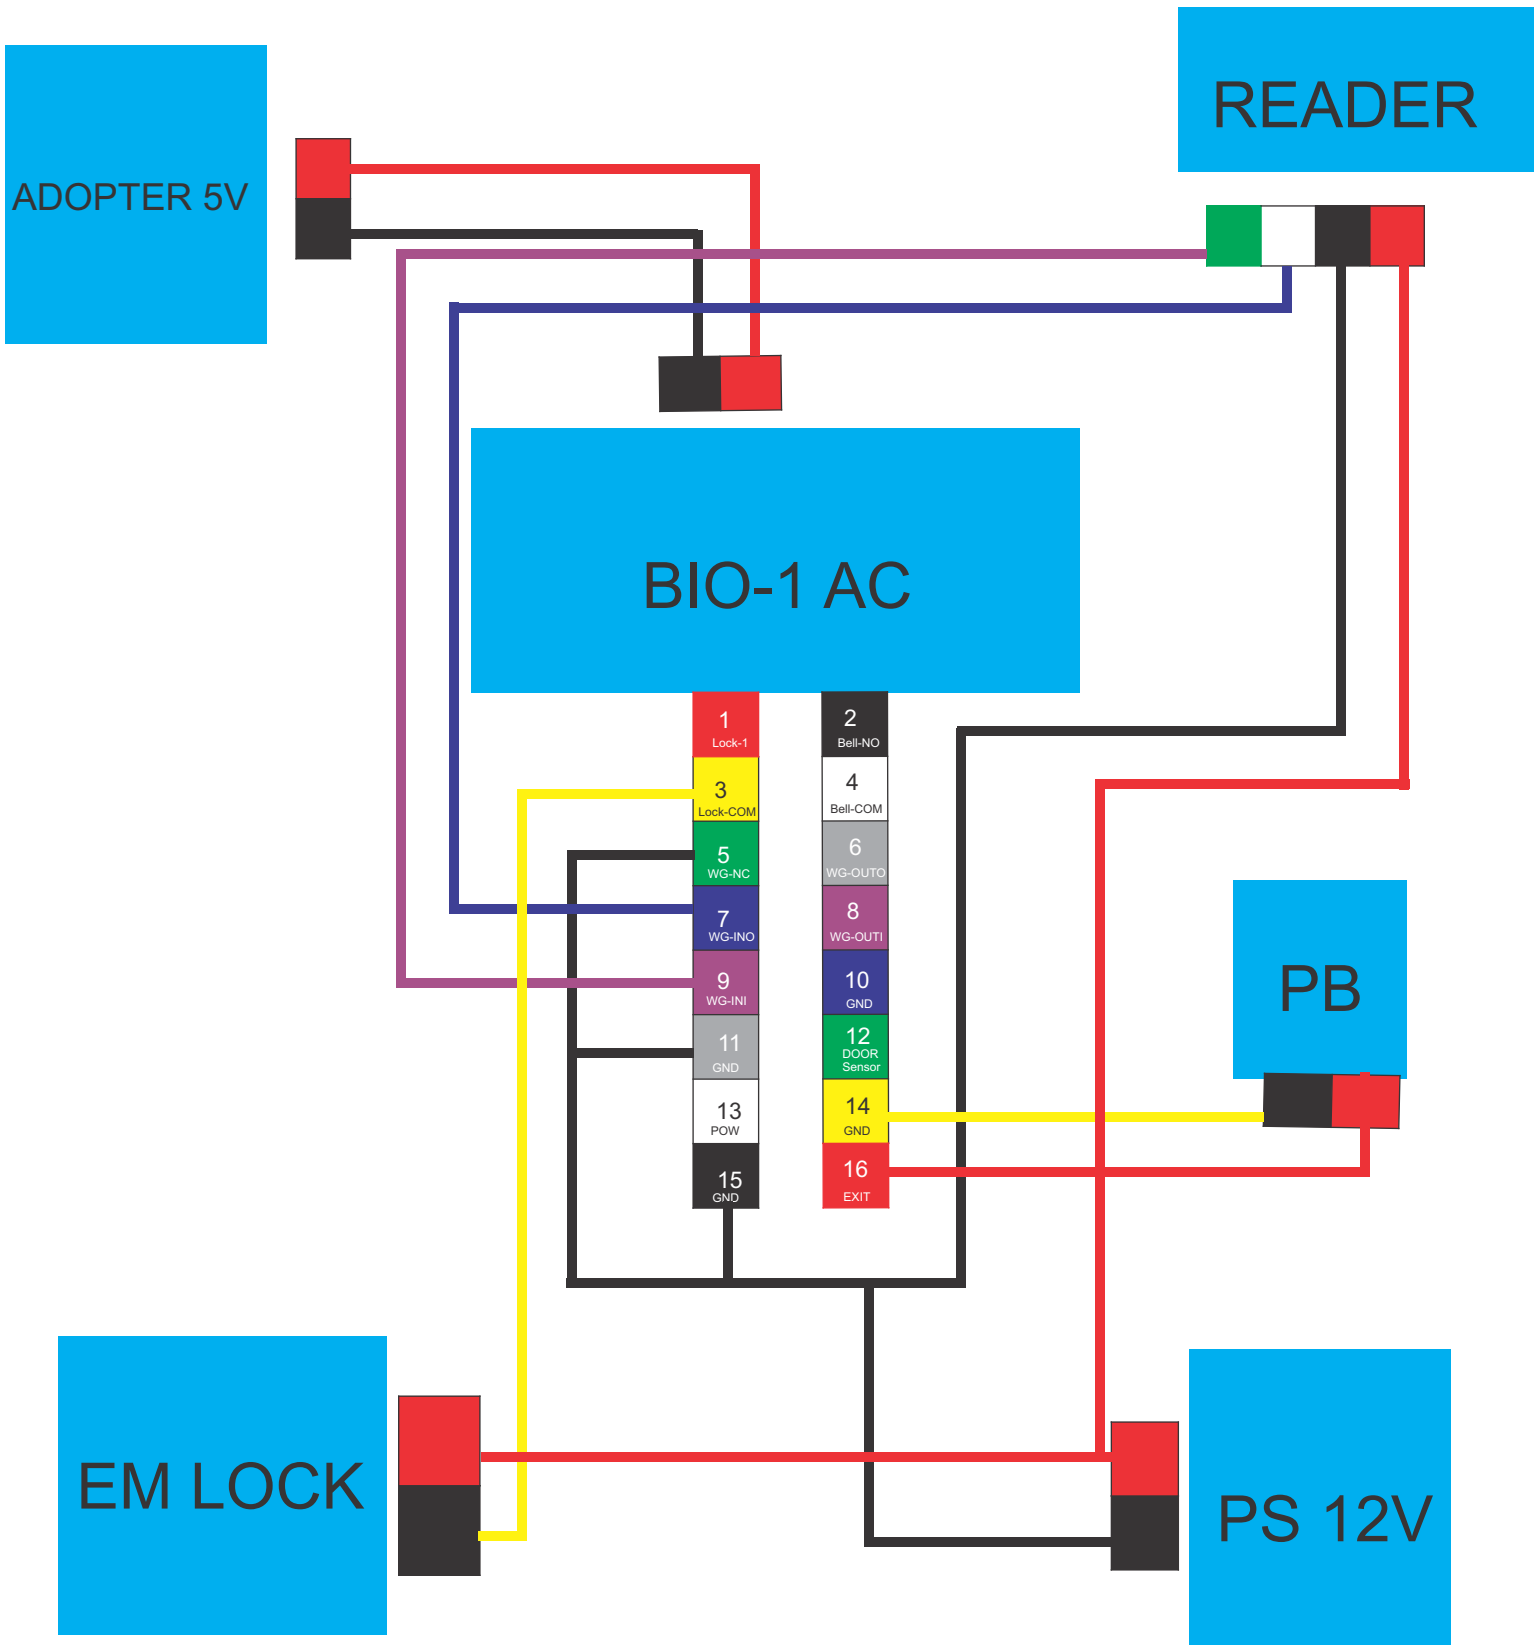 READER
ADOPTER 5V
BIO-1 AC
1
Lock-1
2
Bell-NO
3
Lock-COM
4
Bell-COM
5
WG-NC
6
WG-OUTO
7
WG-INO
8
WG-OUTI
9
WG-INI
10
GND
11
GND
12
DOOR
Sensor
13
POW
14
GND
15
GND
16
EXIT
PB
EM LOCK
PS 12V